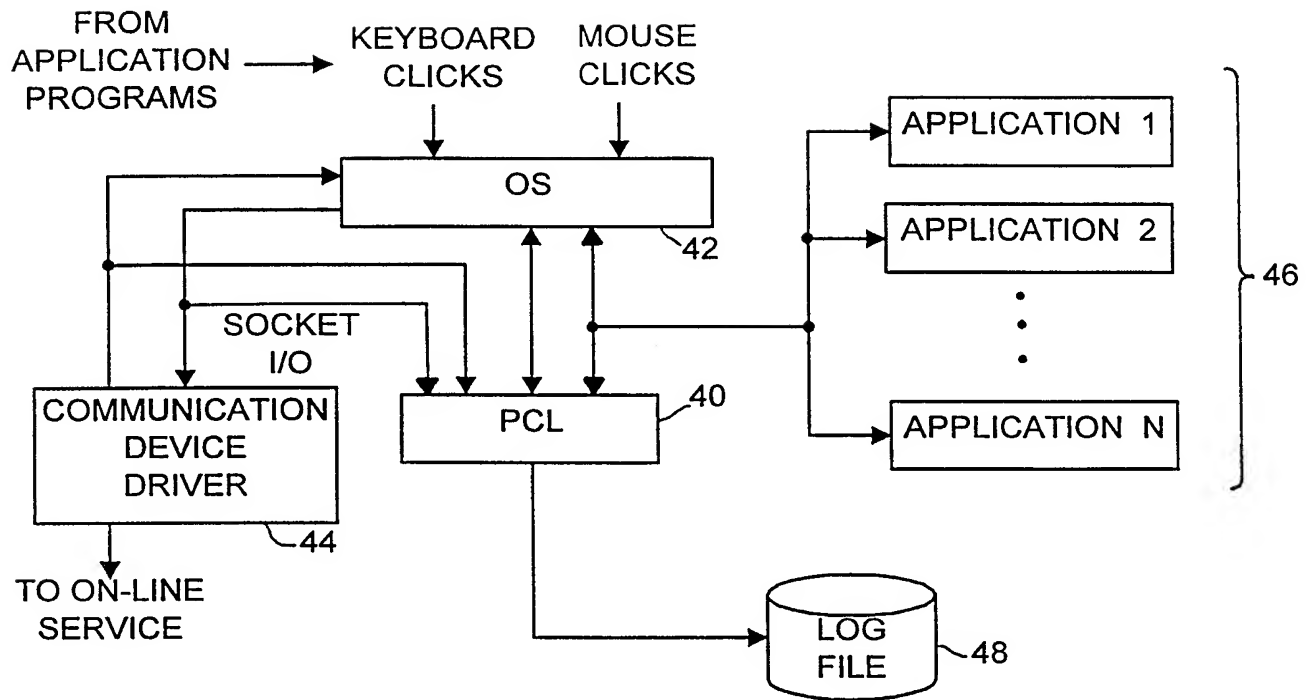 FROM
APPLICATION
PROGRAMS
KEYBOARD
CLICKS
MOUSE
CLICKS
OS
42
APPLICATION 1
APPLICATION 2
APPLICATION N
46
SOCKET
I/O
COMMUNICATION
DEVICE
DRIVER
44
PCL
40
TO ON-LINE
SERVICE
LOG
FILE
48